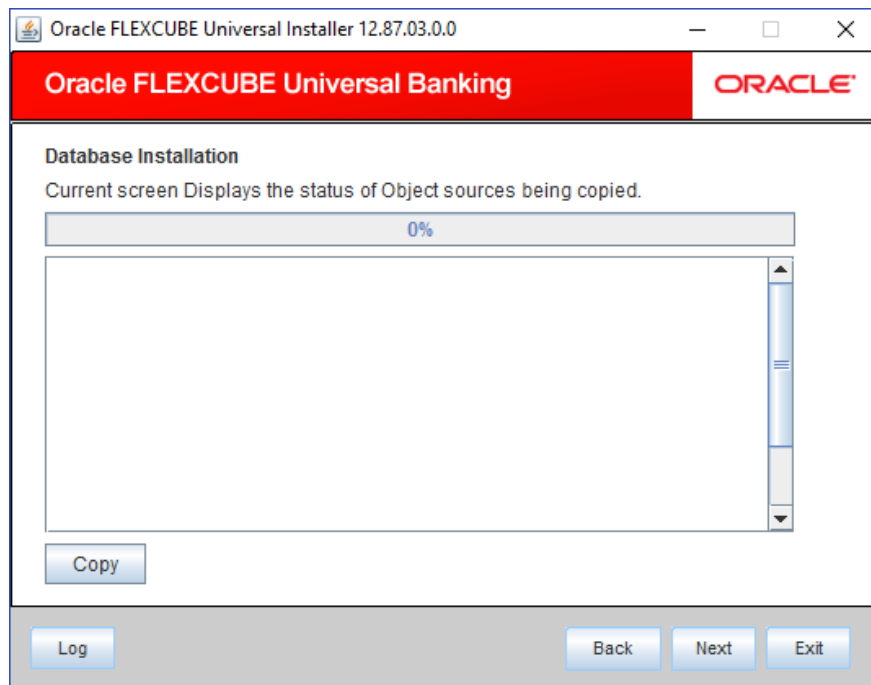 Oracle FLEXCUBE Universal Installer 12.87.03.0.0
Oracle FLEXCUBE Universal Banking
ORACLE
Database Installation
Current screen Displays the status of Object sources being copied.
0%
Copy
Log
Back
Next
Exit